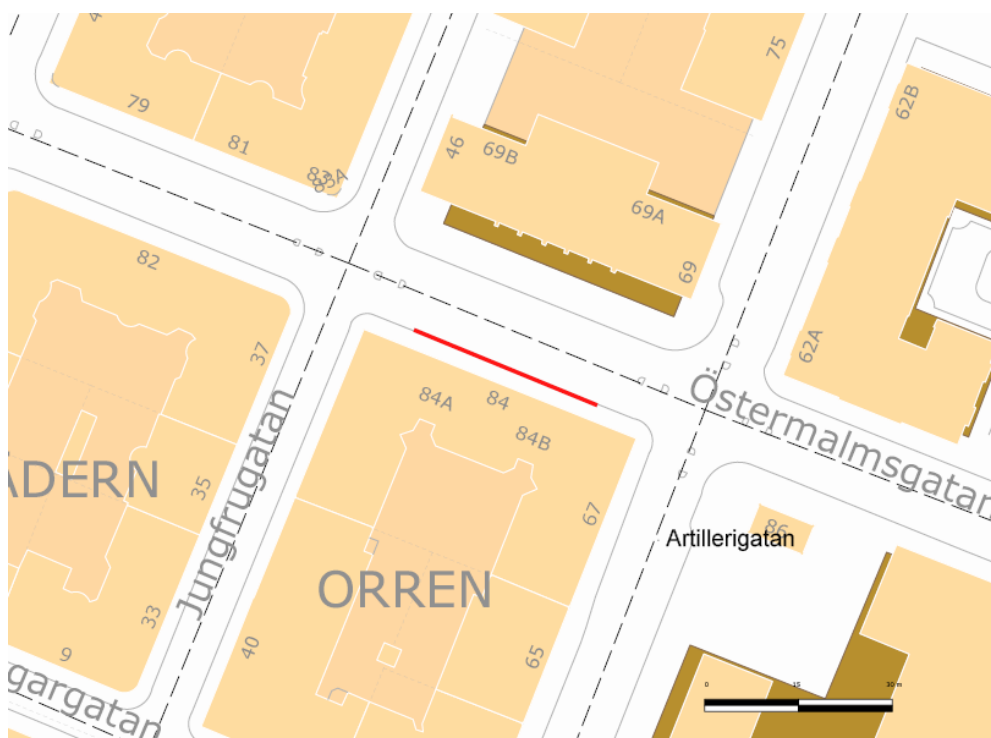 79
81
83
83A
46
69B
69A
69
75
62B
62A
82
37
ÄDERN
35
33
9
Jungfrugatan
gargatan
84A
84
84B
67
ORREN
40
65
Östermalmsgatan
86
Artillerigatan
0
15
30 m